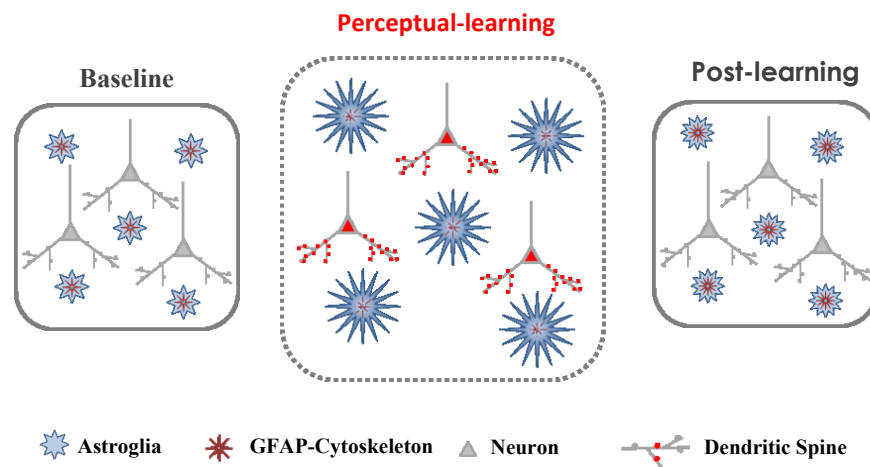 Perceptual-learning
Baseline
Post-learning
Astroglia
GFAP-Cytoskeleton
Neuron
Dendritic Spine